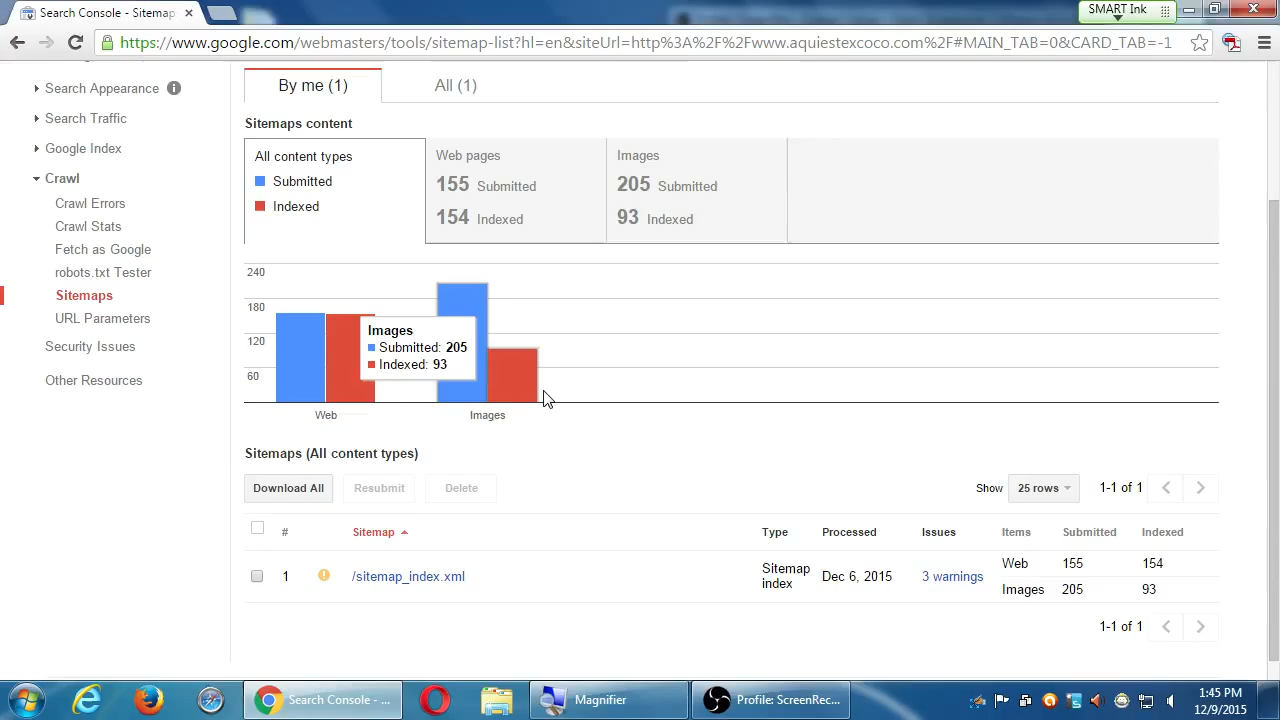 Search Console - Sitemap
SMART Ink
https://www.google.com/webmasters/tools/sitemap-list?hl=en&siteUrl=http%3A%2F%2Fwww.aquiestexcoco.com%2F#MAIN_TAB=0&CARD_TAB=-1
Search Appearance
Search Traffic
Google Index
Crawl
Crawl Errors
Crawl Stats
Fetch as Google
robots.txt Tester
Sitemaps
URL Parameters
Security Issues
Other Resources
By me (1) All (1)
Sitemaps content
All content types
Submitted
Indexed
Web pages
155 Submitted
154 Indexed
Images
205 Submitted
93 Indexed
240
180
120
60
Images
Submitted: 205
Indexed: 93
Web Images
Sitemaps (All content types)
Download All Resubmit Delete Show 25 rows 1-1 of 1
# Sitemap Type Processed Issues Items Submitted Indexed
1 /sitemap_index.xml Sitemap index Dec 6, 2015 3 warnings Web 155 154
Images 205 93
1-1 of 1
Search Console - ... Magnifier Profile: ScreenRec... 1:45 PM
12/9/2015